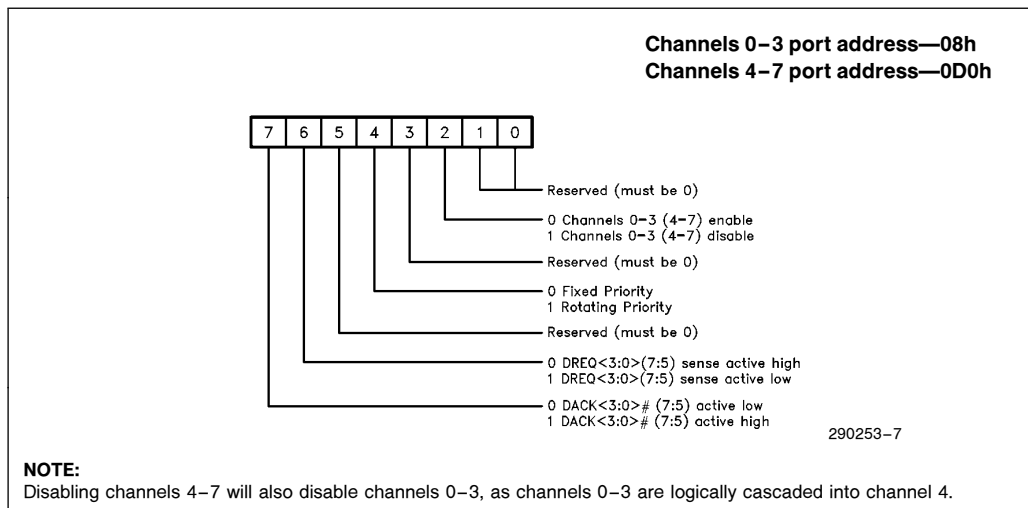 Channels 0–3 port address—08h
Channels 4–7 port address—0D0h
7 6 5 4 3 2 1 0
Reserved (must be 0)
0 Channels 0–3 (4–7) enable
1 Channels 0–3 (4–7) disable
Reserved (must be 0)
0 Fixed Priority
1 Rotating Priority
Reserved (must be 0)
0 DREQ<3:0>(7:5) sense active high
1 DREQ<3:0>(7:5) sense active low
0 DACK<3:0># (7:5) active low
1 DACK<3:0># (7:5) active high
290253–7
NOTE:
Disabling channels 4–7 will also disable channels 0–3, as channels 0–3 are logically cascaded into channel 4.